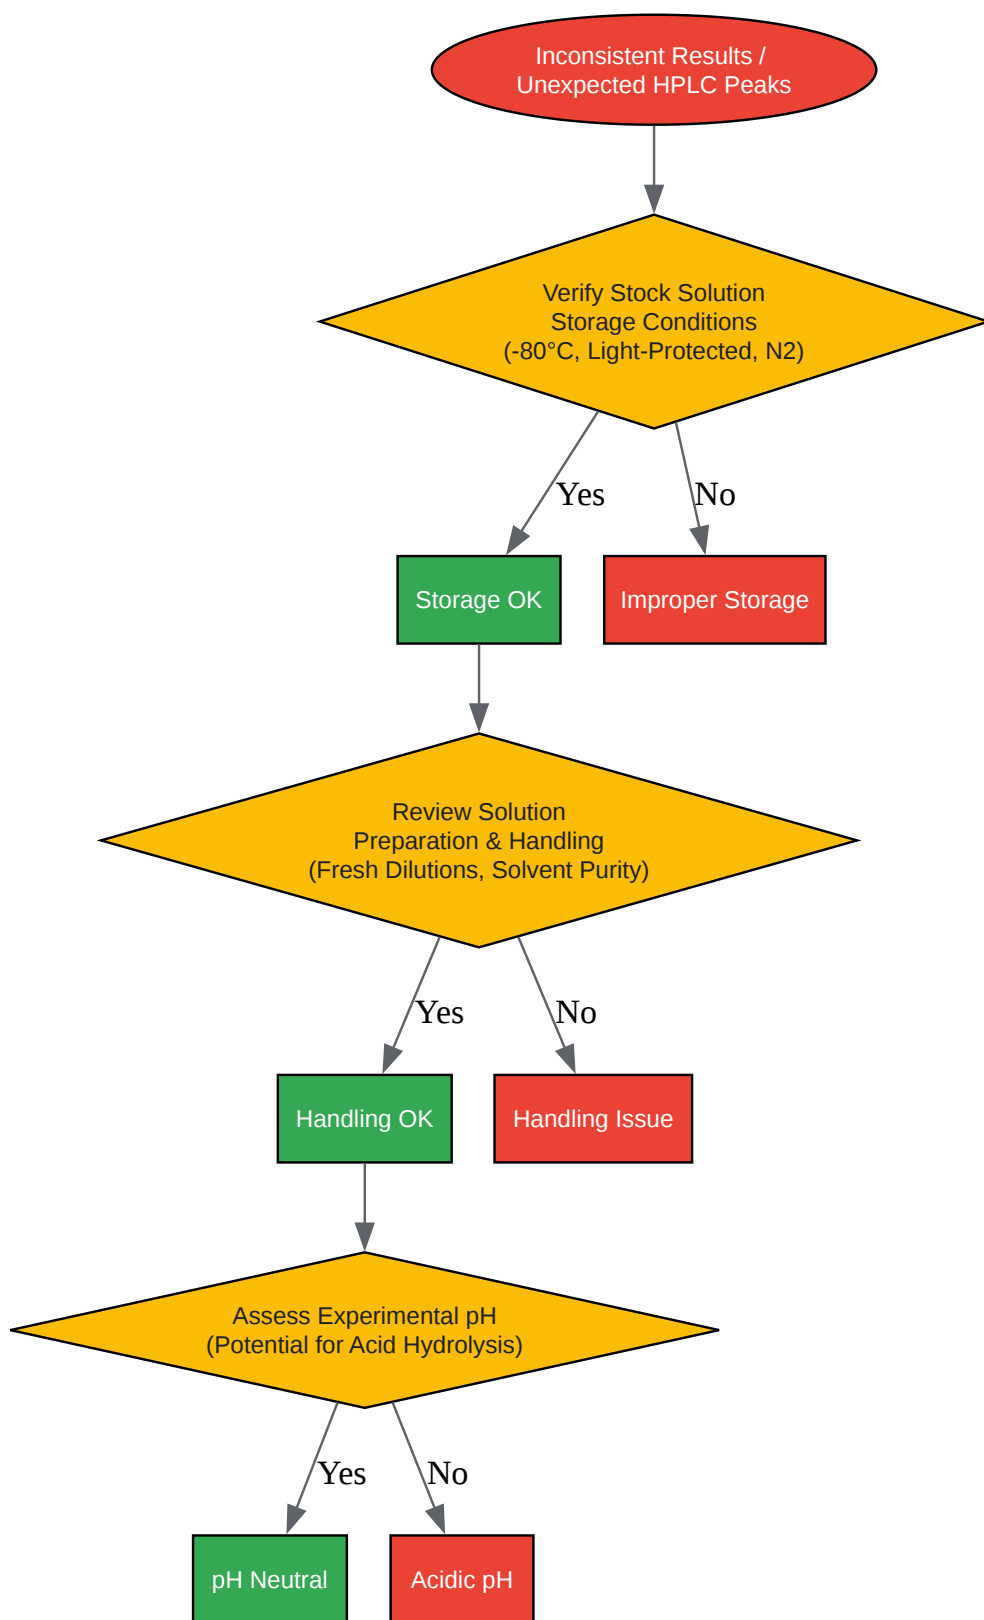 Inconsistent Results /
Unexpected HPLC Peaks
Verify Stock Solution
Storage Conditions
(-80°C, Light-Protected, N2)
Yes
No
Storage OK
Improper Storage
Review Solution
Preparation & Handling
(Fresh Dilutions, Solvent Purity)
Yes
No
Handling OK
Handling Issue
Assess Experimental pH
(Potential for Acid Hydrolysis)
Yes
No
pH Neutral
Acidic pH